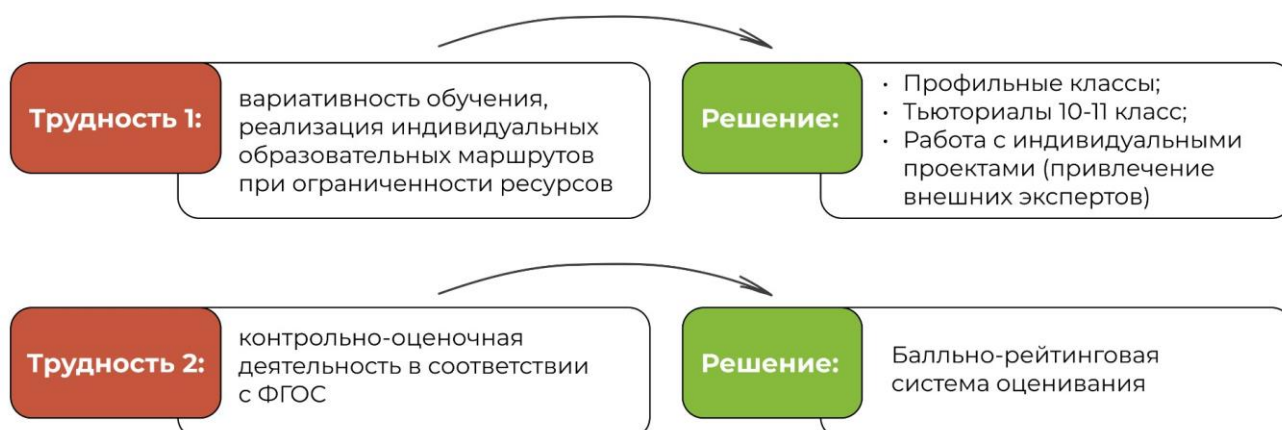 Трудность 1:
вариативность обучения,
реализация индивидуальных
образовательных маршрутов
при ограниченности ресурсов
Решение:
• Профильные классы;
• Тьюториалы 10-11 класс;
• Работа с индивидуальными
проектами (привлечение
внешних экспертов)
Трудность 2:
контрольно-оценочная
деятельность в соответствии
с ФГОС
Решение:
Балльно-рейтинговая
система оценивания